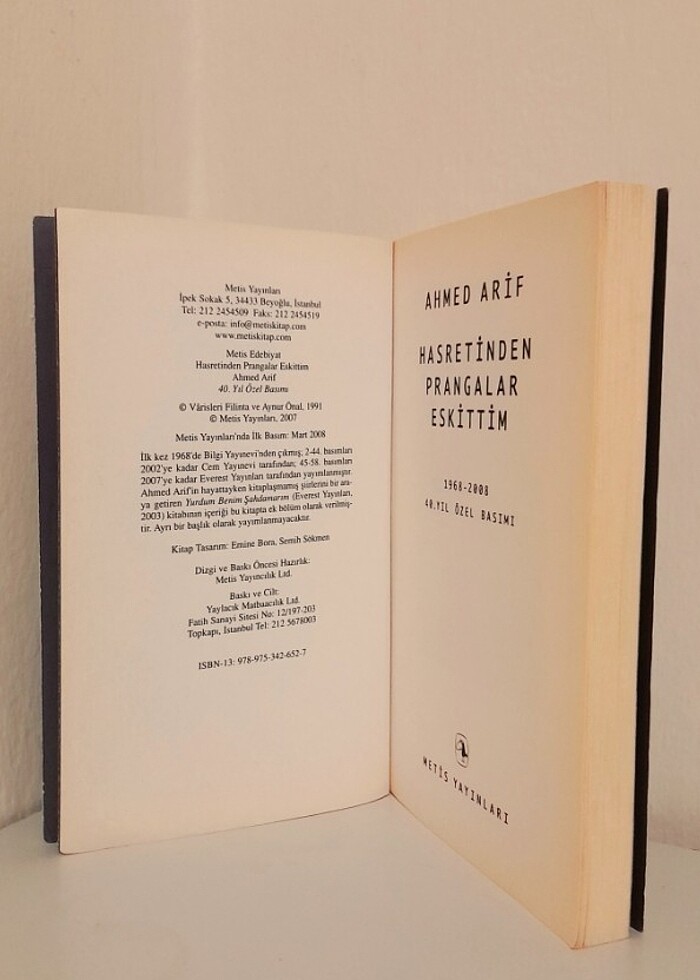 Metis Yayınları
İpek Sokak 5, 34433 Beyoğlu, İstanbul
Tel: 212 2454509 Faks: 212 2454519
e-posta: info@metiskitap.com
www.metiskitap.com
Metis Edebiyat
Hasretinden Prangalar Eskittim
Ahmed Arif
40. Yıl Özel Basımı
© Vârisleri Filinta ve Aynur Önal, 1991
© Metis Yayınları, 2007
Metis Yayınları'nda İlk Basım: Mart 2008
İlk kez 1968'de Bilgi Yayınevi'nden çıkmış; 2-44. basımları
2002'ye kadar Cem Yayınevi tarafından; 45-58. basımları
2007'ye kadar Everest Yayınları tarafından yayınlanmıştır.
Ahmed Arif'in hayattayken kitaplaşmamış şiirlerini bir ara-
ya getiren Yurdum Benim Şahdamarım (Everest Yayınları,
2003) kitabının içeriği bu kitapta ek bölüm olarak verilmiş-
tir. Ayrı bir başlık olarak yayımlanmayacaktır.
Kitap Tasarım: Emine Bora, Semih Sökmen
Dizgi ve Baskı Öncesi Hazırlık:
Metis Yayıncılık Ltd.
Baskı ve Cilt:
Yaylacık Matbaacılık Ltd.
Fatih Sanayi Sitesi No: 12/197-203
Topkapı, İstanbul Tel: 212 5678003
ISBN-13: 978-975-342-652-7
AHMED ARİF
HASRETİNDEN
PRANGALAR
ESKİTTİM
1968-2008
40.YIL ÖZEL BASIMI
METİS YAYINLARI